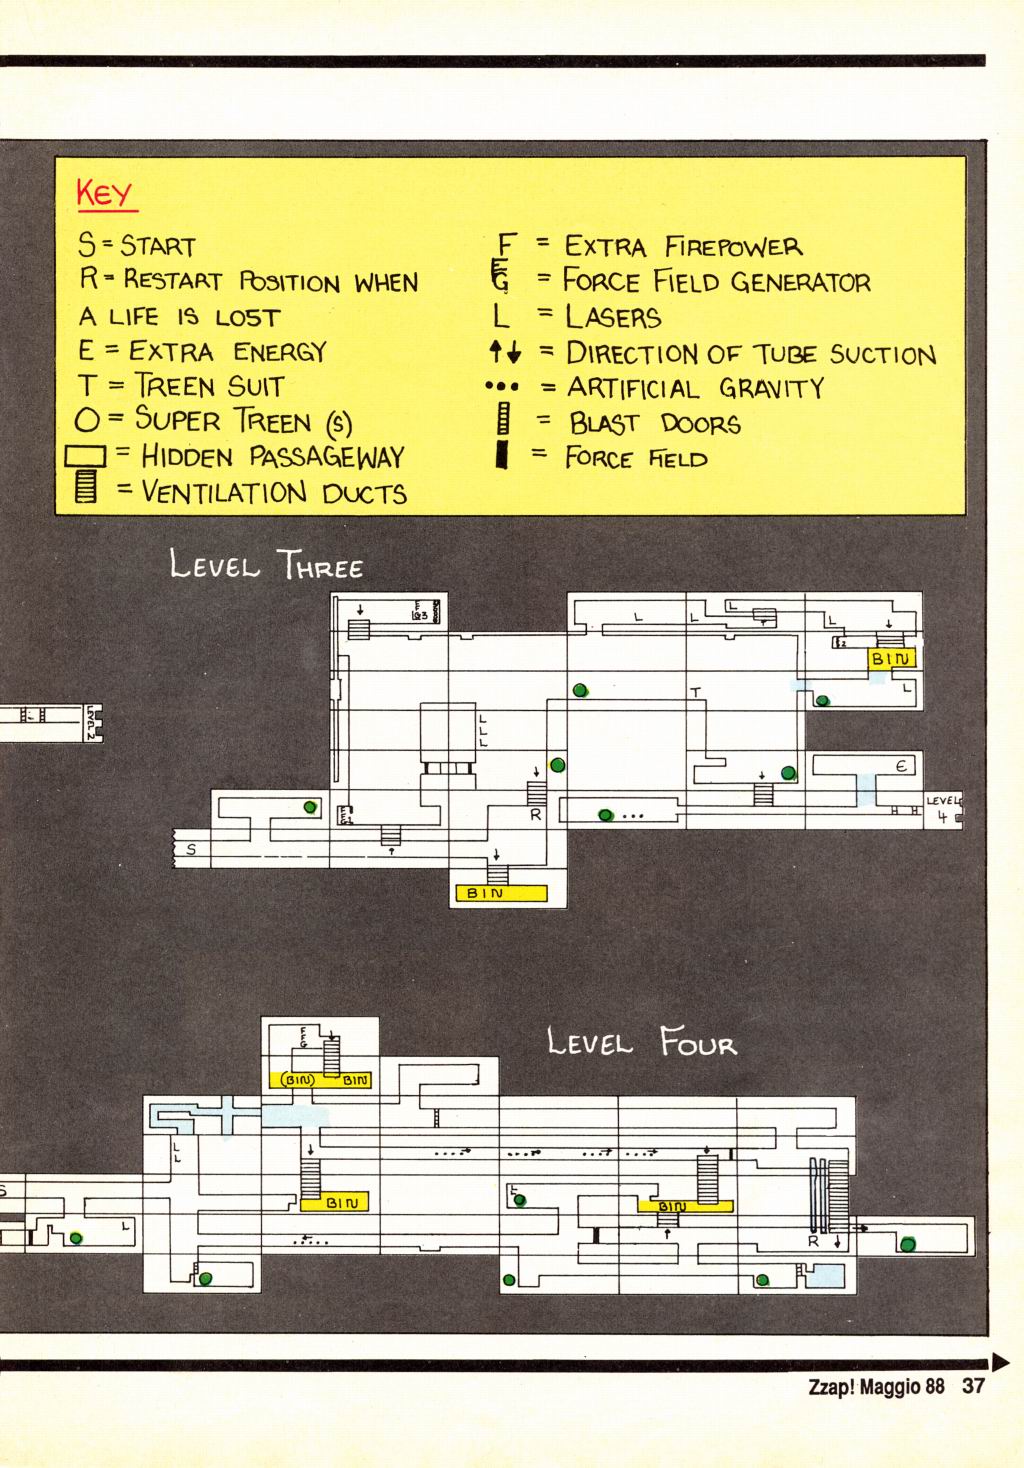 KEY
S = START
R = RESTART POSITION WHEN
A LIFE IS LOST
E = EXTRA ENERGY
T = TREEN SUIT
O = SUPER TREEN (S)
= HIDDEN PASSAGEWAY
= VENTILATION DUCTS
F = EXTRA FIREPOWER
FG = FORCE FIELD GENERATOR
L = LASERS
↑↓ = DIRECTION OF TUBE SUCTION
••• = ARTIFICIAL GRAVITY
= BLAST DOORS
= FORCE FIELD
LEVEL THREE
L
L
L
L
BIN
L
T
LEVEL 2
L
L
L
E
R
LEVEL
4
S
BIN
LEVEL FOUR
F
F
G
(BIN) BIN
L
L
S
E
BIN
BIN
L
R
Zzap! Maggio 88 37